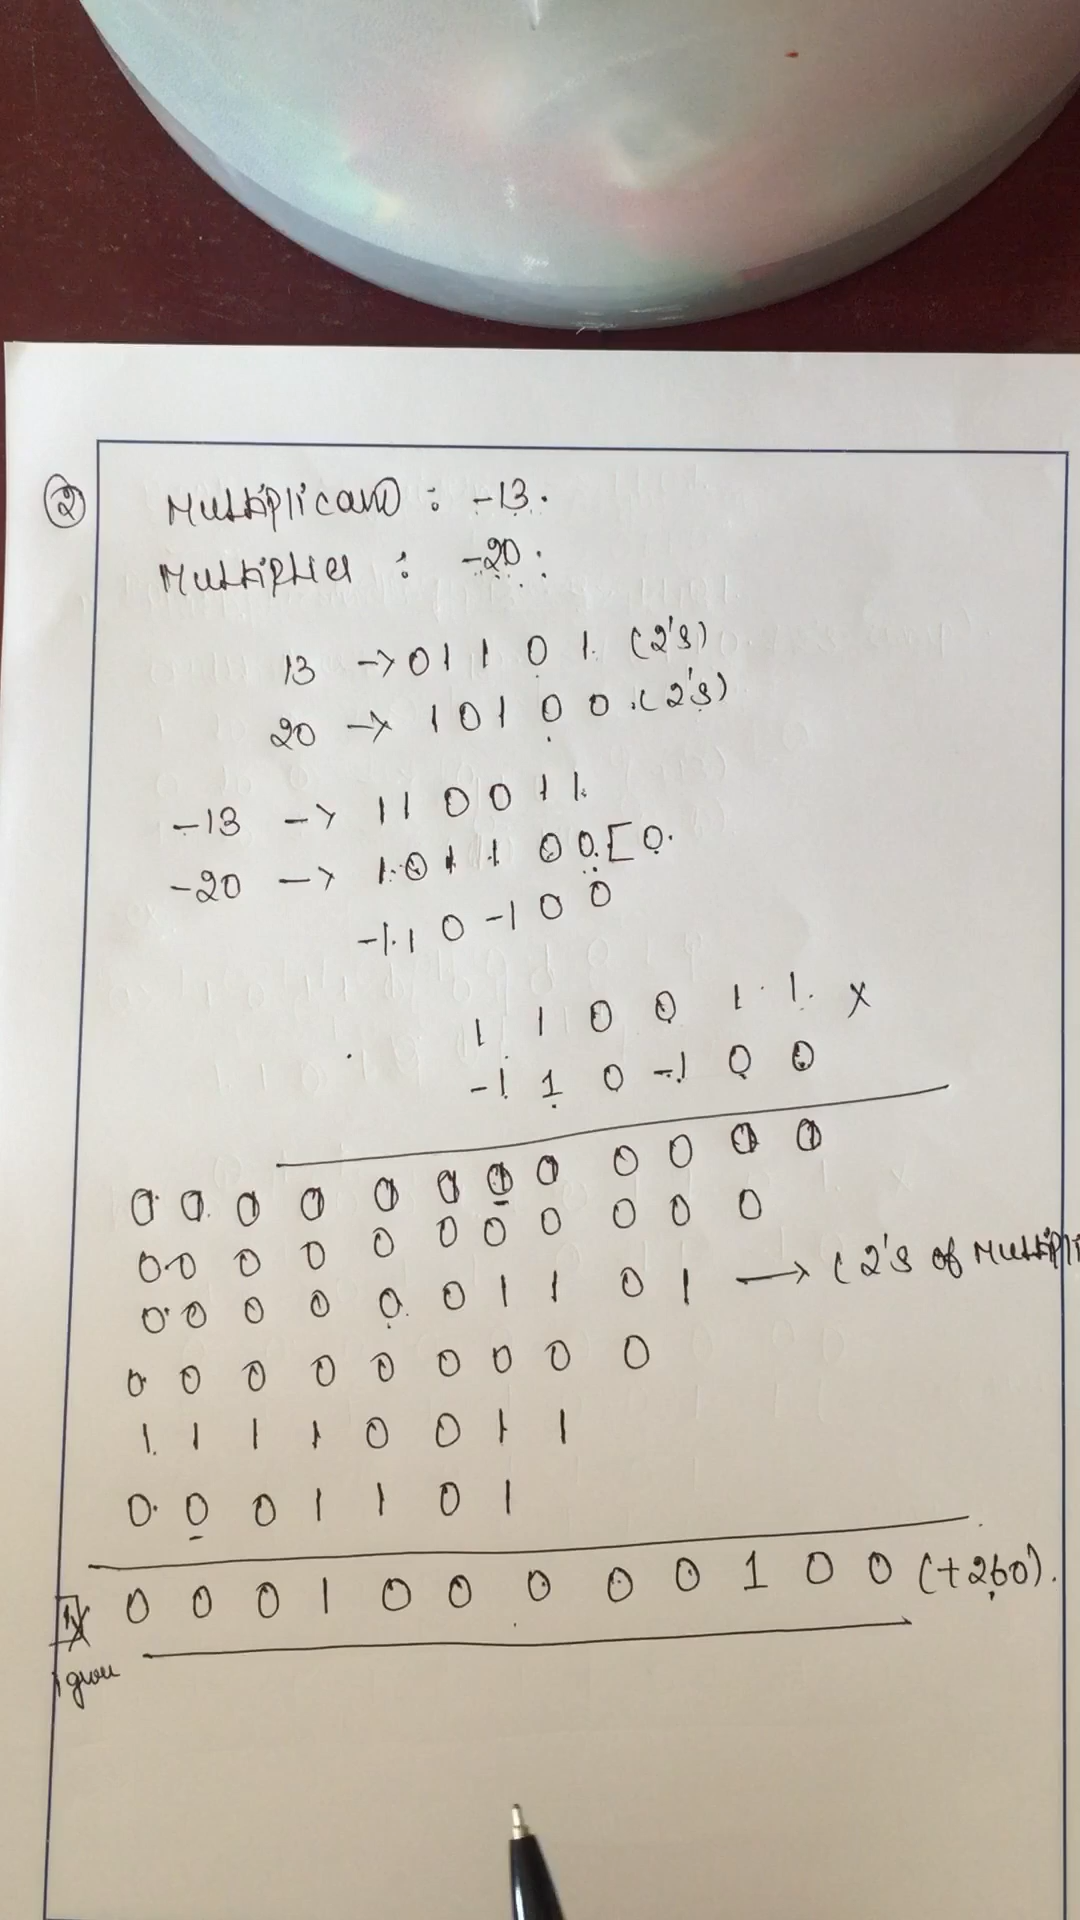 ② Multiplicand : -13.
Multiplier : -20.
13 -> 0 1 1 0 1. (2's)
20 -> 1 0 1 0 0. (2's)
-13 -> 1 1 0 0 1 1.
-20 -> 1 0 1 1 0 0. [ 0.
-1 1 0 -1 0 0
1 1 0 0 1 1. X
-1 1 0 -1 0 0
0 0 0 0 0 0 0 0 0 0 0 0
0 0 0 0 0 0 0 0 0 0 0
0 0 0 0 0 0 1 1 0 1 -> (2's of Multipli
0 0 0 0 0 0 0 0 0
1 1 1 1 0 0 1 1
0 0 0 1 1 0 1
1 0 0 0 1 0 0 0 0 0 1 0 0 (+260).